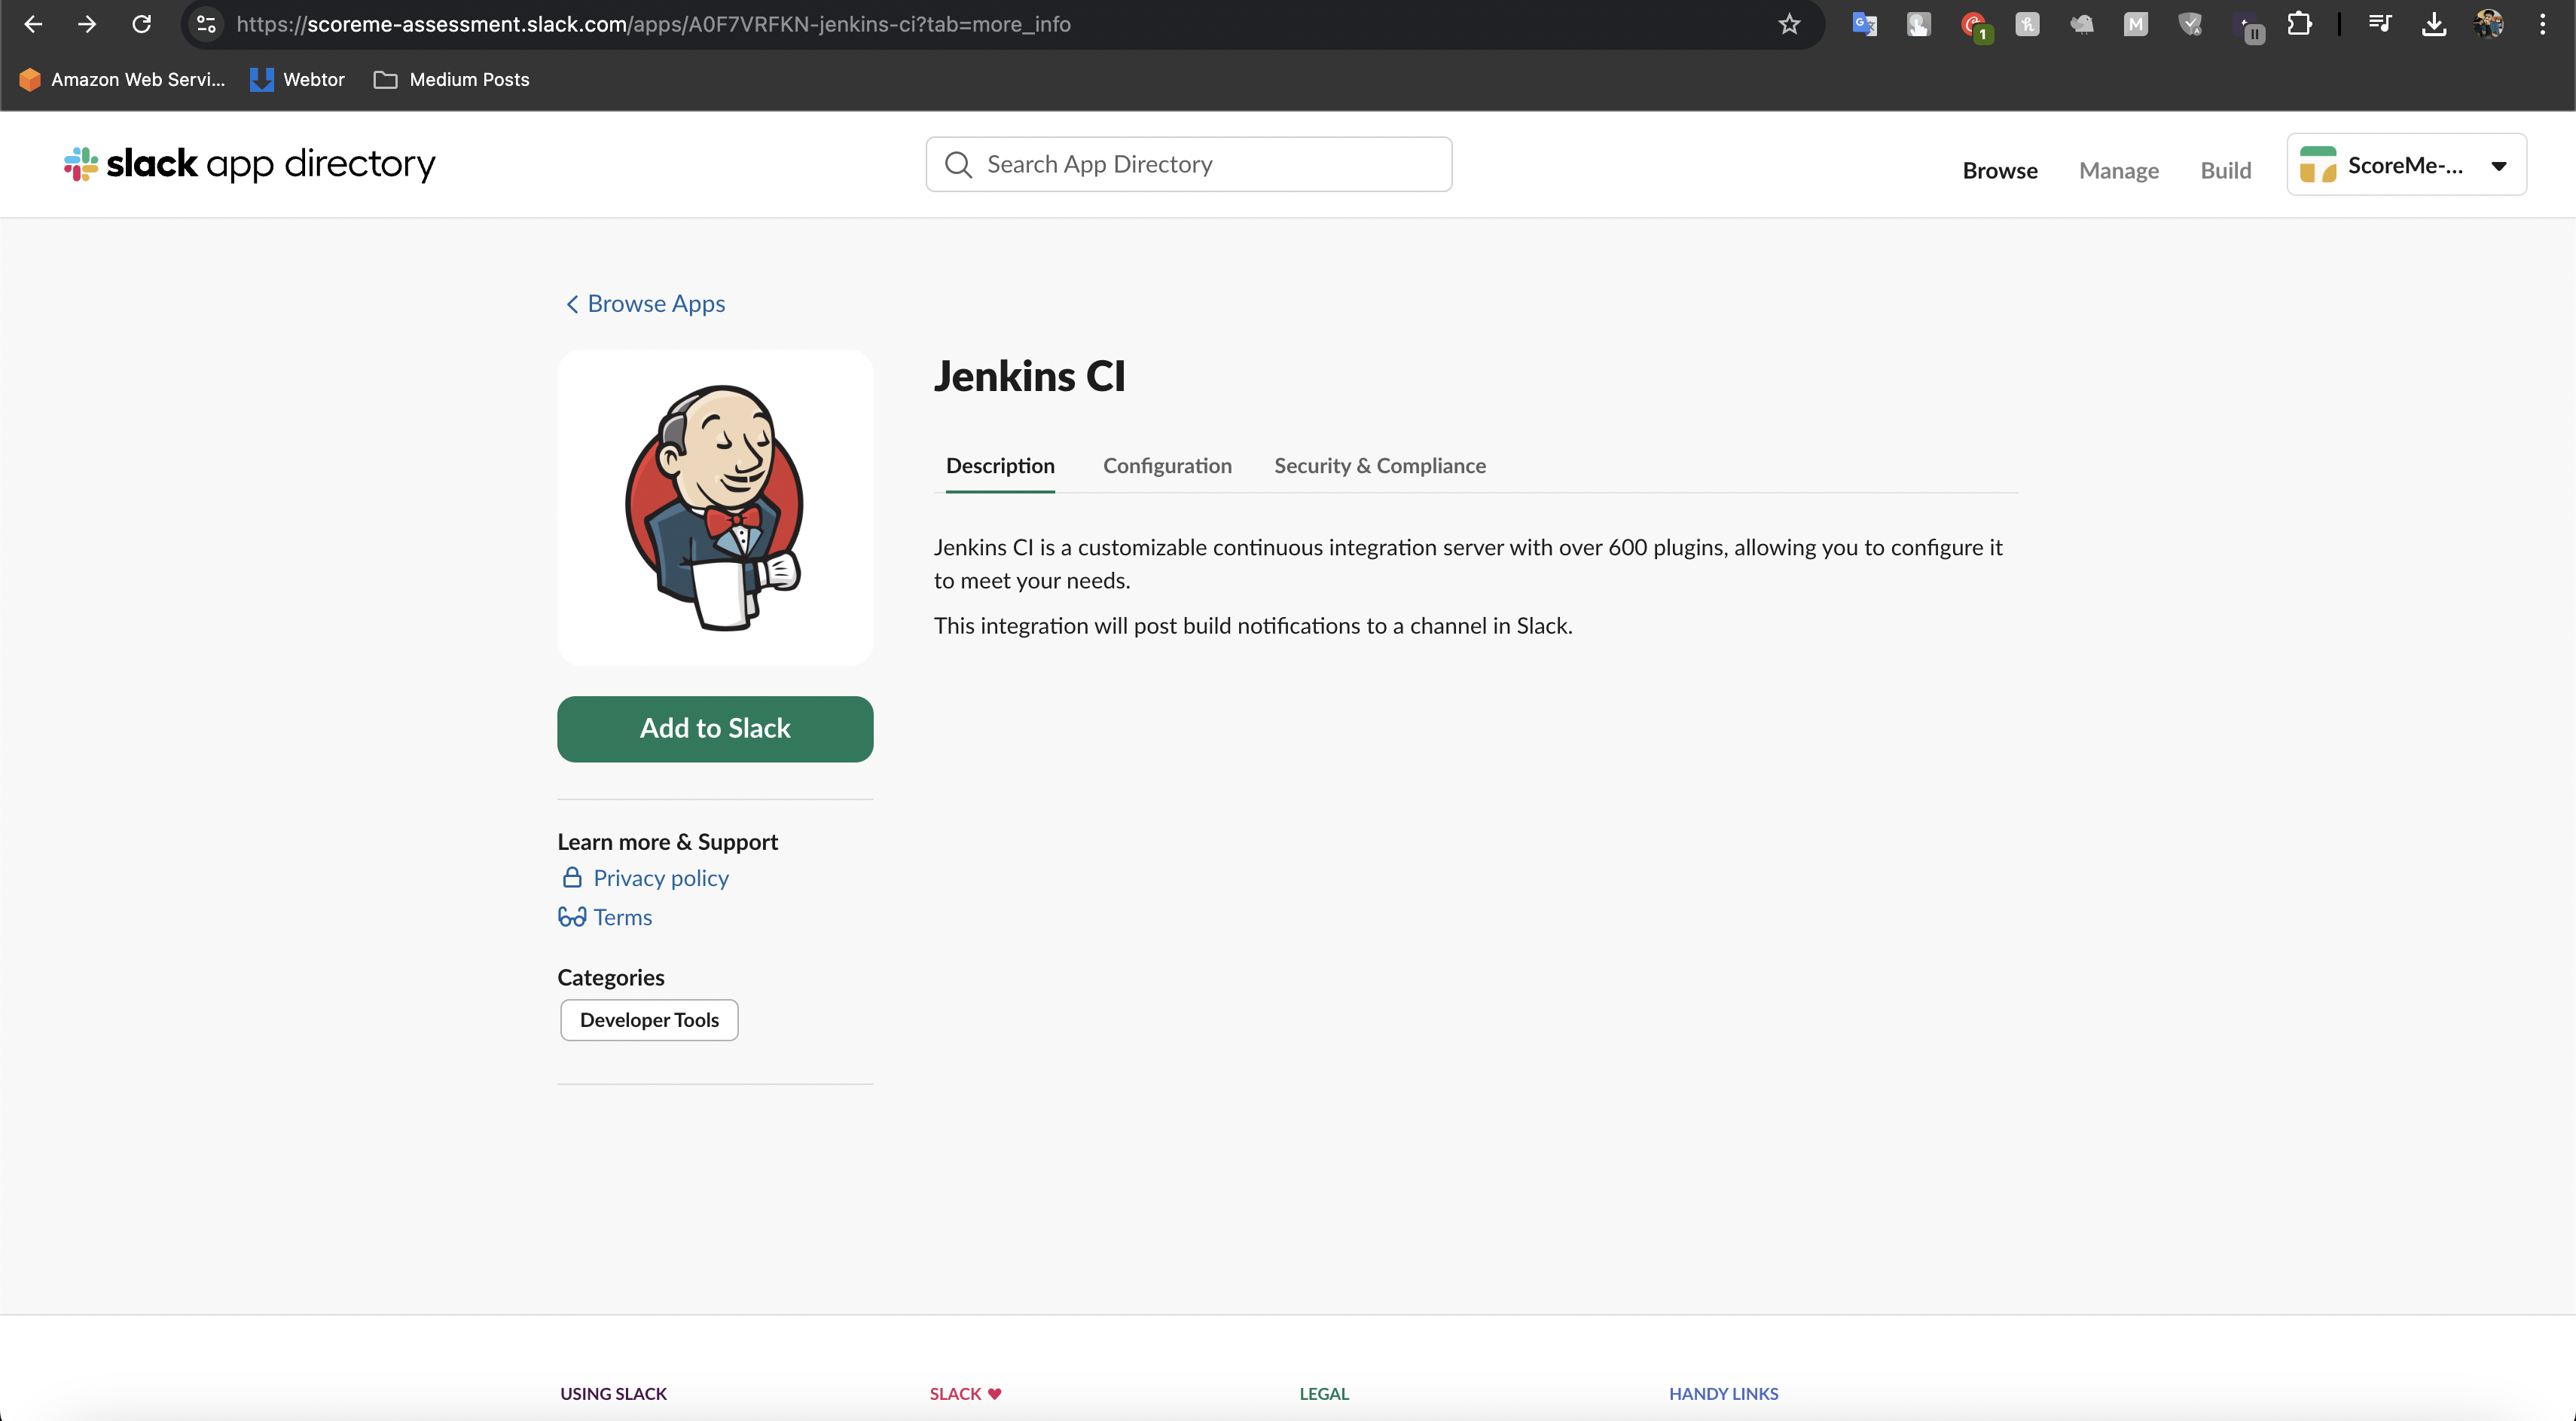 https://scoreme-assessment.slack.com/apps/A0F7VRFKN-jenkins-ci?tab=more_info
1
Amazon Web Servi...
Webtor
Medium Posts
slack app directory
Search App Directory
Browse
Manage
Build
ScoreMe-...
Browse Apps
Jenkins CI
Description
Configuration
Security & Compliance
Jenkins CI is a customizable continuous integration server with over 600 plugins, allowing you to configure it
to meet your needs.
This integration will post build notifications to a channel in Slack.
Add to Slack
Learn more & Support
Privacy policy
Terms
Categories
Developer Tools
USING SLACK
SLACK ♥
LEGAL
HANDY LINKS